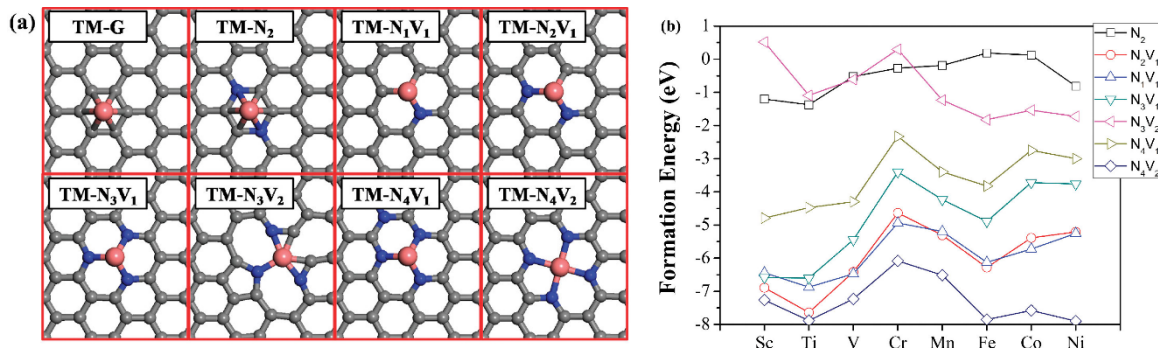 (a)
TM-G
TM-N₂
TM-N₁V₁
TM-N₂V₁
TM-N₃V₁
TM-N₃V₂
TM-N₄V₁
TM-N₄V₂
(b)
Formation Energy (eV)
1
0
-1
-2
-3
-4
-5
-6
-7
-8
Sc Ti V Cr Mn Fe Co Ni
N₂
N₂V₁
N₁V₁
N₃V₁
N₃V₂
N₄V₁
N₄V₂